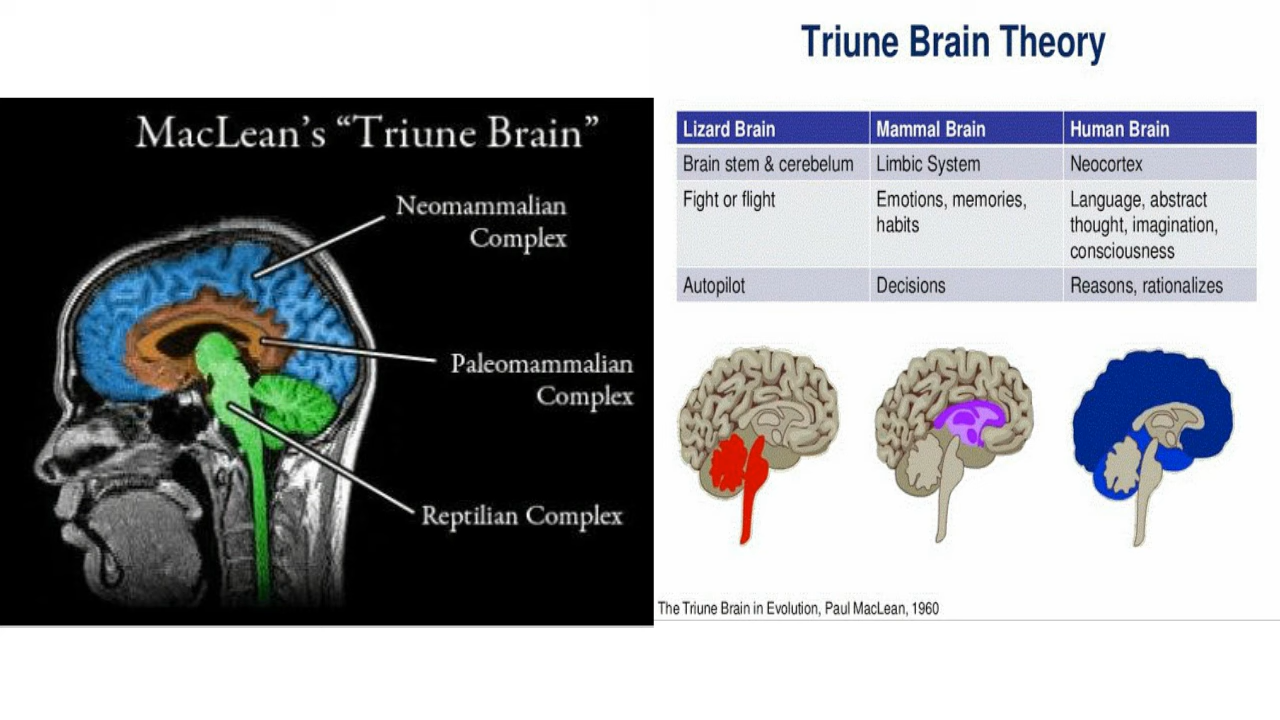 MacLean's “Triune Brain”
Neomammalian
Complex
Paleomammalian
Complex
Reptilian Complex
Triune Brain Theory
Lizard Brain Mammal Brain Human Brain
Brain stem & cerebelum Limbic System Neocortex
Fight or flight Emotions, memories, Language, abstract
habits thought, imagination,
consciousness
Autopilot Decisions Reasons, rationalizes
The Triune Brain in Evolution, Paul MacLean, 1960